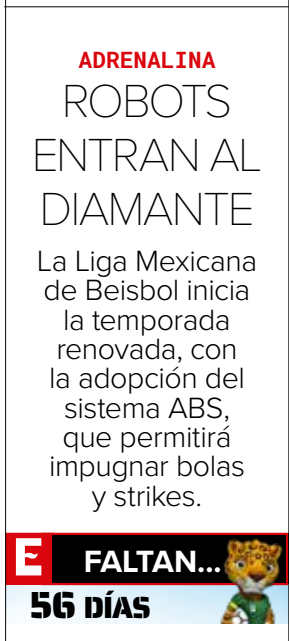 ADRENALINA
ROBOTS
ENTRAN AL
DIAMANTE
La Liga Mexicana
de Beisbol inicia
la temporada
renovada, con
la adopción del
sistema ABS,
que permitirá
impugnar bolas
y strikes.
E FALTAN...
56 DÍAS